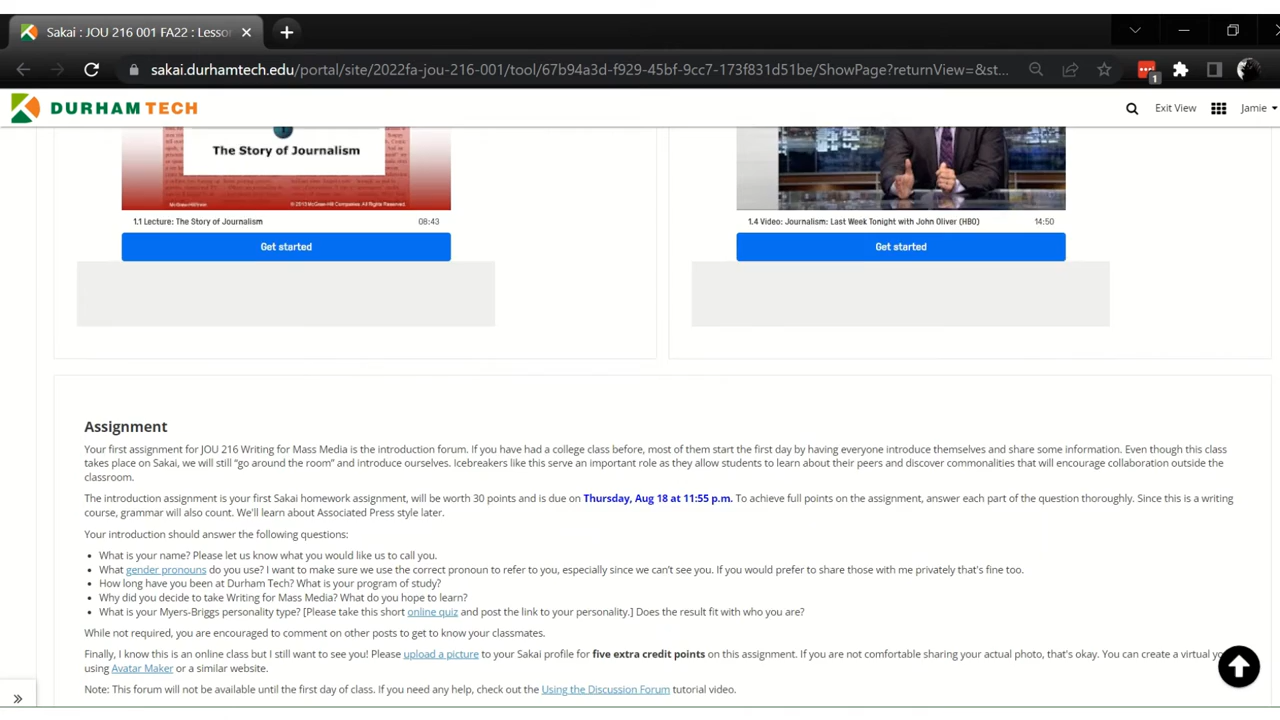 Sakai : JOU 216 001 FA22 : Lesso
sakai.durhamtech.edu/portal/site/2022fa-jou-216-001/tool/67b94a3d-f929-45bf-9cc7-173f831d51be/ShowPage?returnView=&st...
1
DURHAM TECH
Exit View
Jamie
The Story of Journalism
McGraw-Hill/Irwin
© 2013 McGraw-Hill Companies. All Rights Reserved.
1.1 Lecture: The Story of Journalism 06:43
1.4 Video: Journalism: Last Week Tonight with John Oliver (HBO) 14:50
Get started
Get started
Assignment
Your first assignment for JOU 216 Writing for Mass Media is the introduction forum. If you have had a college class before, most of them start the first day by having everyone introduce themselves and share some information. Even though this class
takes place on Sakai, we will still “go around the room” and introduce ourselves. Icebreakers like this serve an important role as they allow students to learn about their peers and discover commonalities that will encourage collaboration outside the
classroom.
The introduction assignment is your first Sakai homework assignment, will be worth 30 points and is due on Thursday, Aug 18 at 11:55 p.m. To achieve full points on the assignment, answer each part of the question thoroughly. Since this is a writing
course, grammar will also count. We'll learn about Associated Press style later.
Your introduction should answer the following questions:
• What is your name? Please let us know what you would like us to call you.
• What gender pronouns do you use? I want to make sure we use the correct pronoun to refer to you, especially since we can’t see you. If you would prefer to share those with me privately that's fine too.
• How long have you been at Durham Tech? What is your program of study?
• Why did you decide to take Writing for Mass Media? What do you hope to learn?
• What is your Myers-Briggs personality type? [Please take this short online quiz and post the link to your personality.] Does the result fit with who you are?
While not required, you are encouraged to comment on other posts to get to know your classmates.
Finally, I know this is an online class but I still want to see you! Please upload a picture to your Sakai profile for five extra credit points on this assignment. If you are not comfortable sharing your actual photo, that's okay. You can create a virtual
using Avatar Maker or a similar website.
Note: This forum will not be available until the first day of class. If you need any help, check out the Using the Discussion Forum tutorial video.